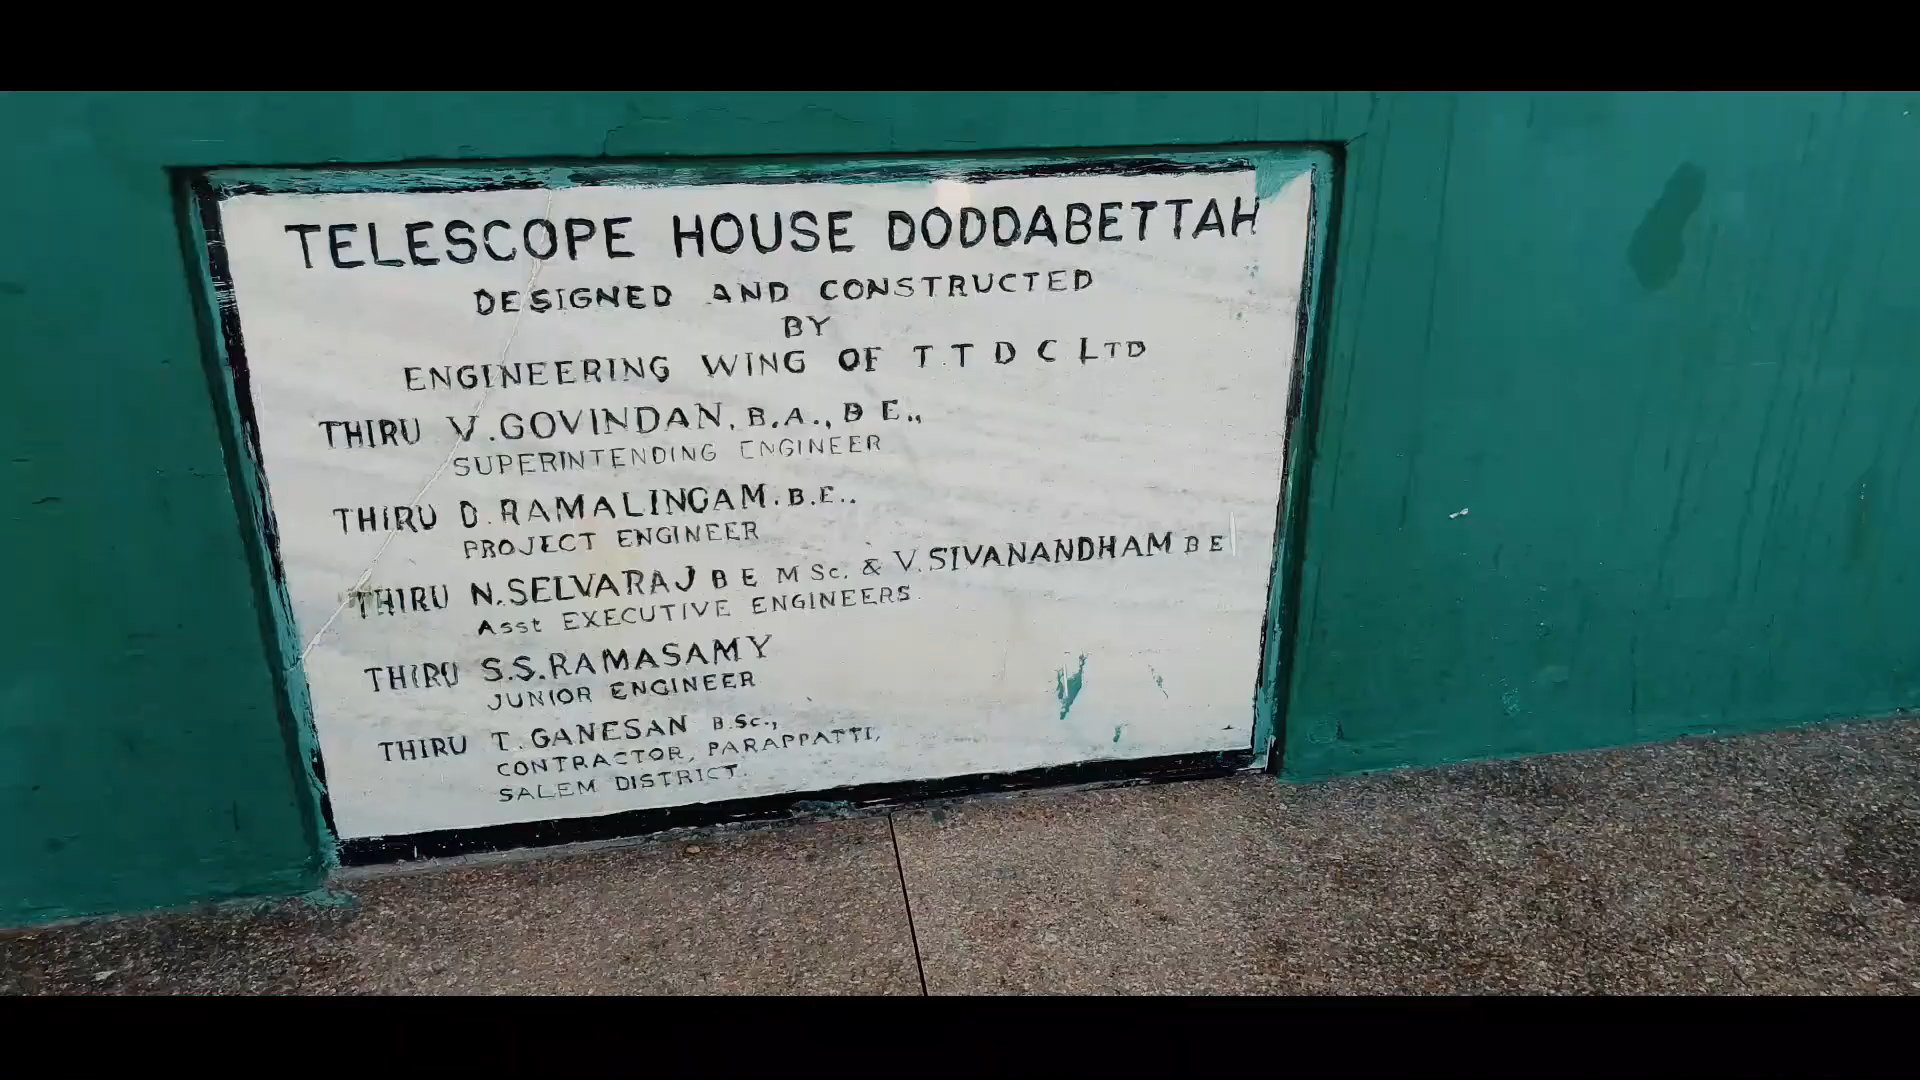 TELESCOPE HOUSE DODDABETTAH
DESIGNED AND CONSTRUCTED
BY
ENGINEERING WING OF T.T D C LTD
THIRU V.GOVINDAN, B.A., B E.,
SUPERINTENDING ENGINEER
THIRU D.RAMALINGAM. B.E..
PROJECT ENGINEER
THIRU N.SELVARAJ B E M Sc. & V.SIVANANDHAM B E
Asst EXECUTIVE ENGINEERS.
THIRU S.S.RAMASAMY
JUNIOR ENGINEER
THIRU T.GANESAN B.Sc.,
CONTRACTOR, PARAPPATTI,
SALEM DISTRICT.